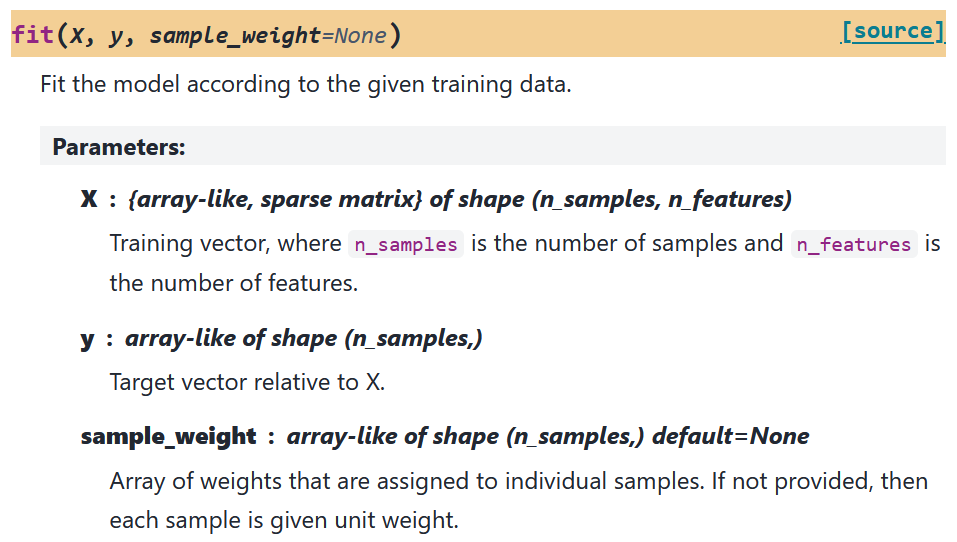 fit(X, y, sample_weight=None) [source]
Fit the model according to the given training data.
Parameters:
X : {array-like, sparse matrix} of shape (n_samples, n_features)
Training vector, where n_samples is the number of samples and n_features is
the number of features.
y : array-like of shape (n_samples,)
Target vector relative to X.
sample_weight : array-like of shape (n_samples,) default=None
Array of weights that are assigned to individual samples. If not provided, then
each sample is given unit weight.